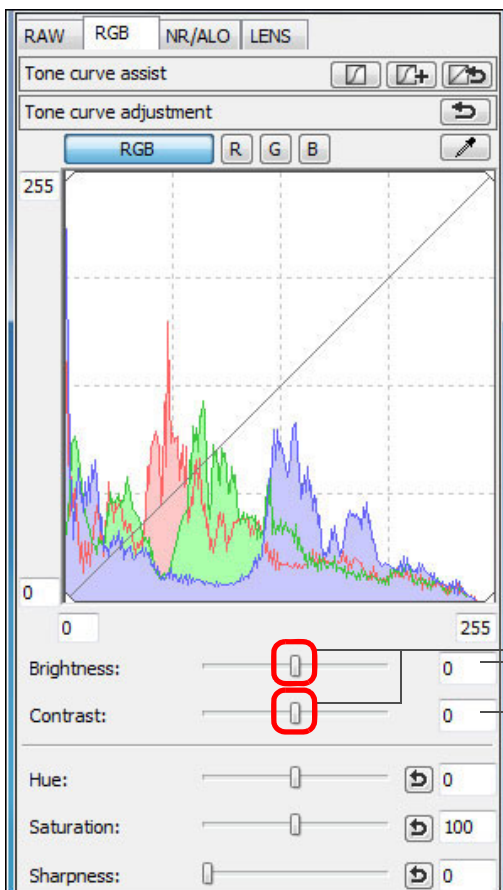 RAW RGB NR/ALO LENS
Tone curve assist
Tone curve adjustment
RGB R G B
255
0
0 255
Brightness: 0
Contrast: 0
Hue: 0
Saturation: 100
Sharpness: 0